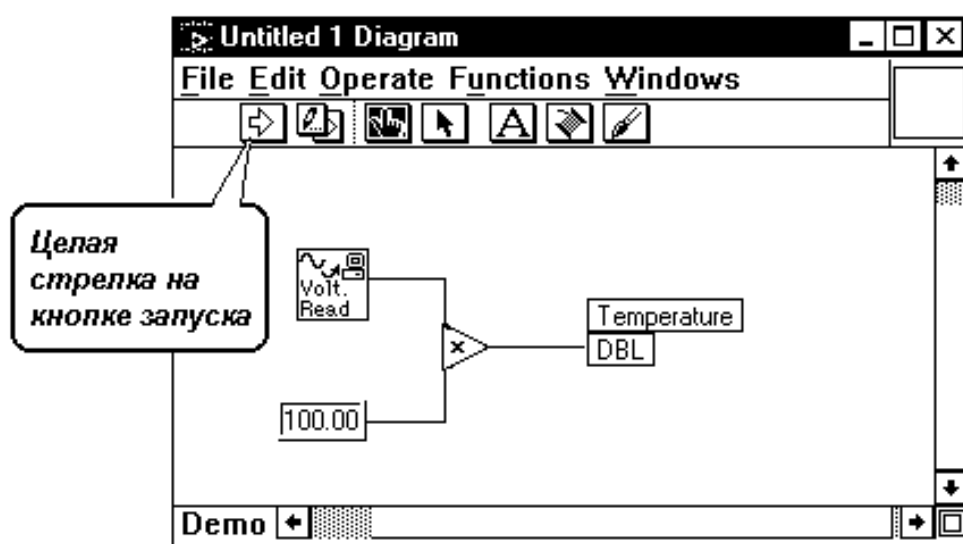 Untitled 1 Diagram
File Edit Operate Functions Windows
A
Целая
стрелка на
кнопке запуска
Volt.
Read
Temperature
x
DBL
100.00
Demo